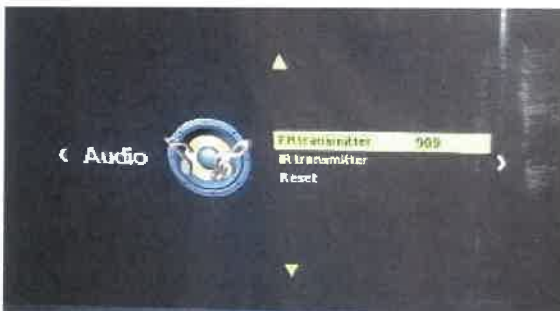 ‹ Audio
FM transmitter 909
IR transmitter
Reset
›